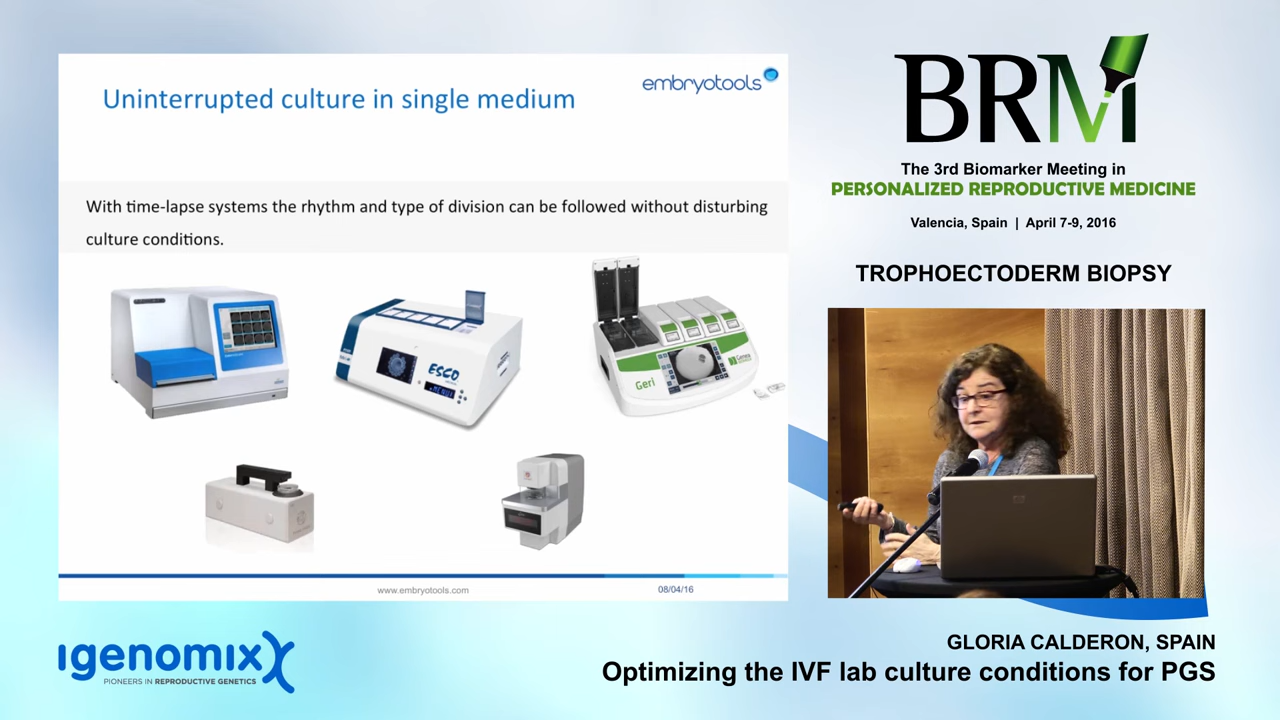 Uninterrupted culture in single medium
embryotools
With time-lapse systems the rhythm and type of division can be followed without disturbing
culture conditions.
ESCO
Geri
Genea
www.embryotools.com
08/04/16
BRM
The 3rd Biomarker Meeting in
PERSONALIZED REPRODUCTIVE MEDICINE
Valencia, Spain | April 7-9, 2016
TROPHOECTODERM BIOPSY
igenomix
PIONEERS IN REPRODUCTIVE GENETICS
GLORIA CALDERON, SPAIN
Optimizing the IVF lab culture conditions for PGS